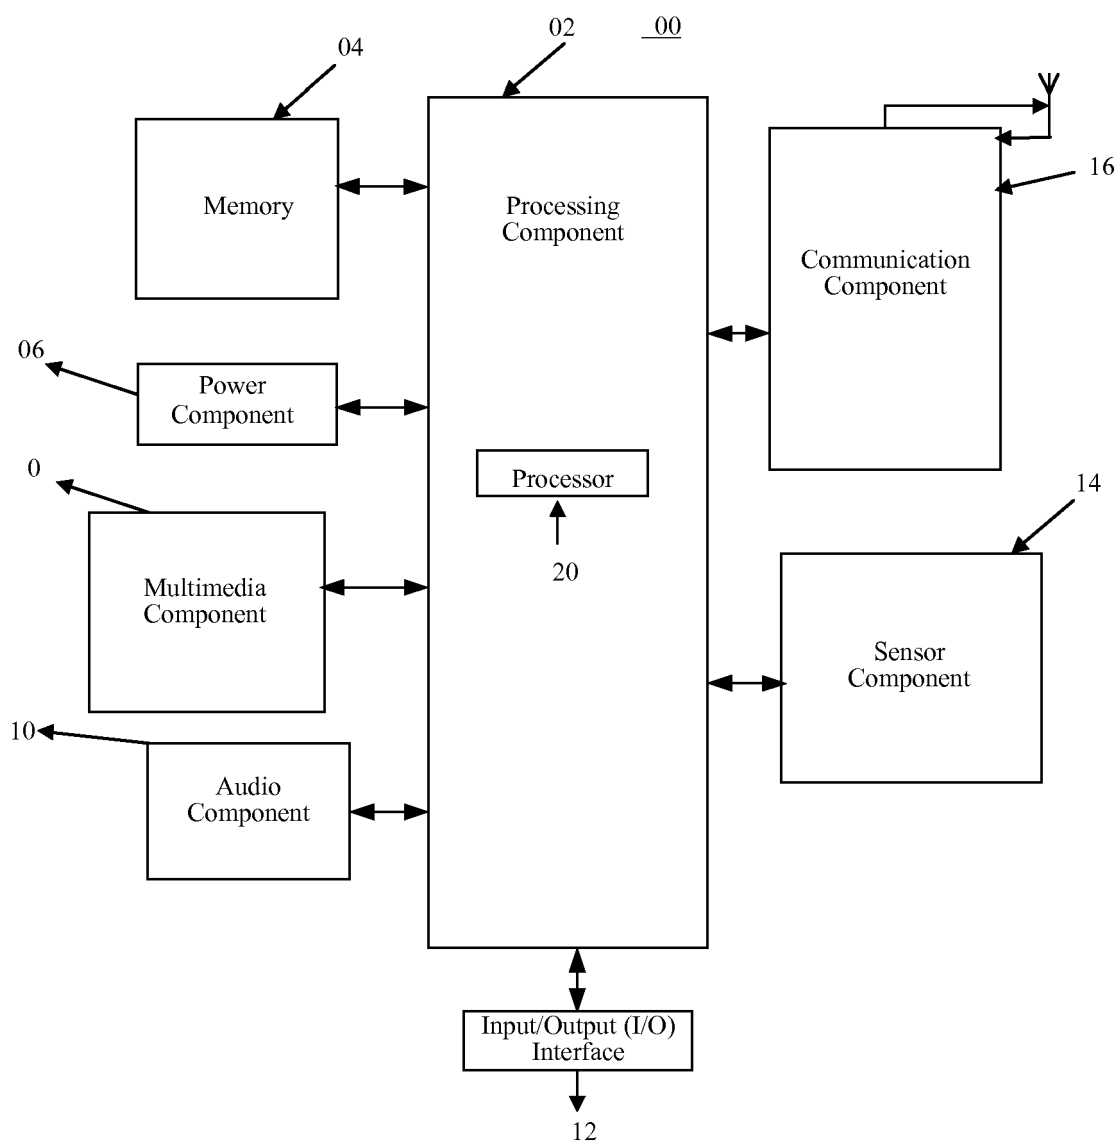 02
00
04
16
Memory
Processing
Component
Communication
Component
06
Power
Component
0
Processor
14
20
Multimedia
Component
Sensor
Component
10
Audio
Component
Input/Output (I/O)
Interface
12